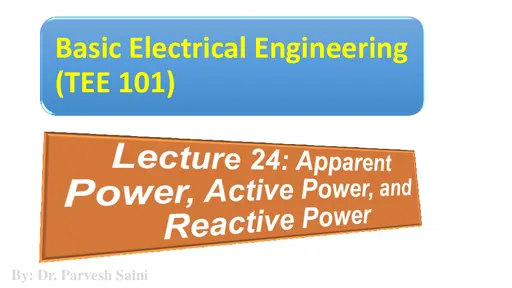 Basic Electrical Engineering
(TEE 101)
Lecture 24: Apparent
Power, Active Power, and
Reactive Power
By: Dr. Parvesh Saini